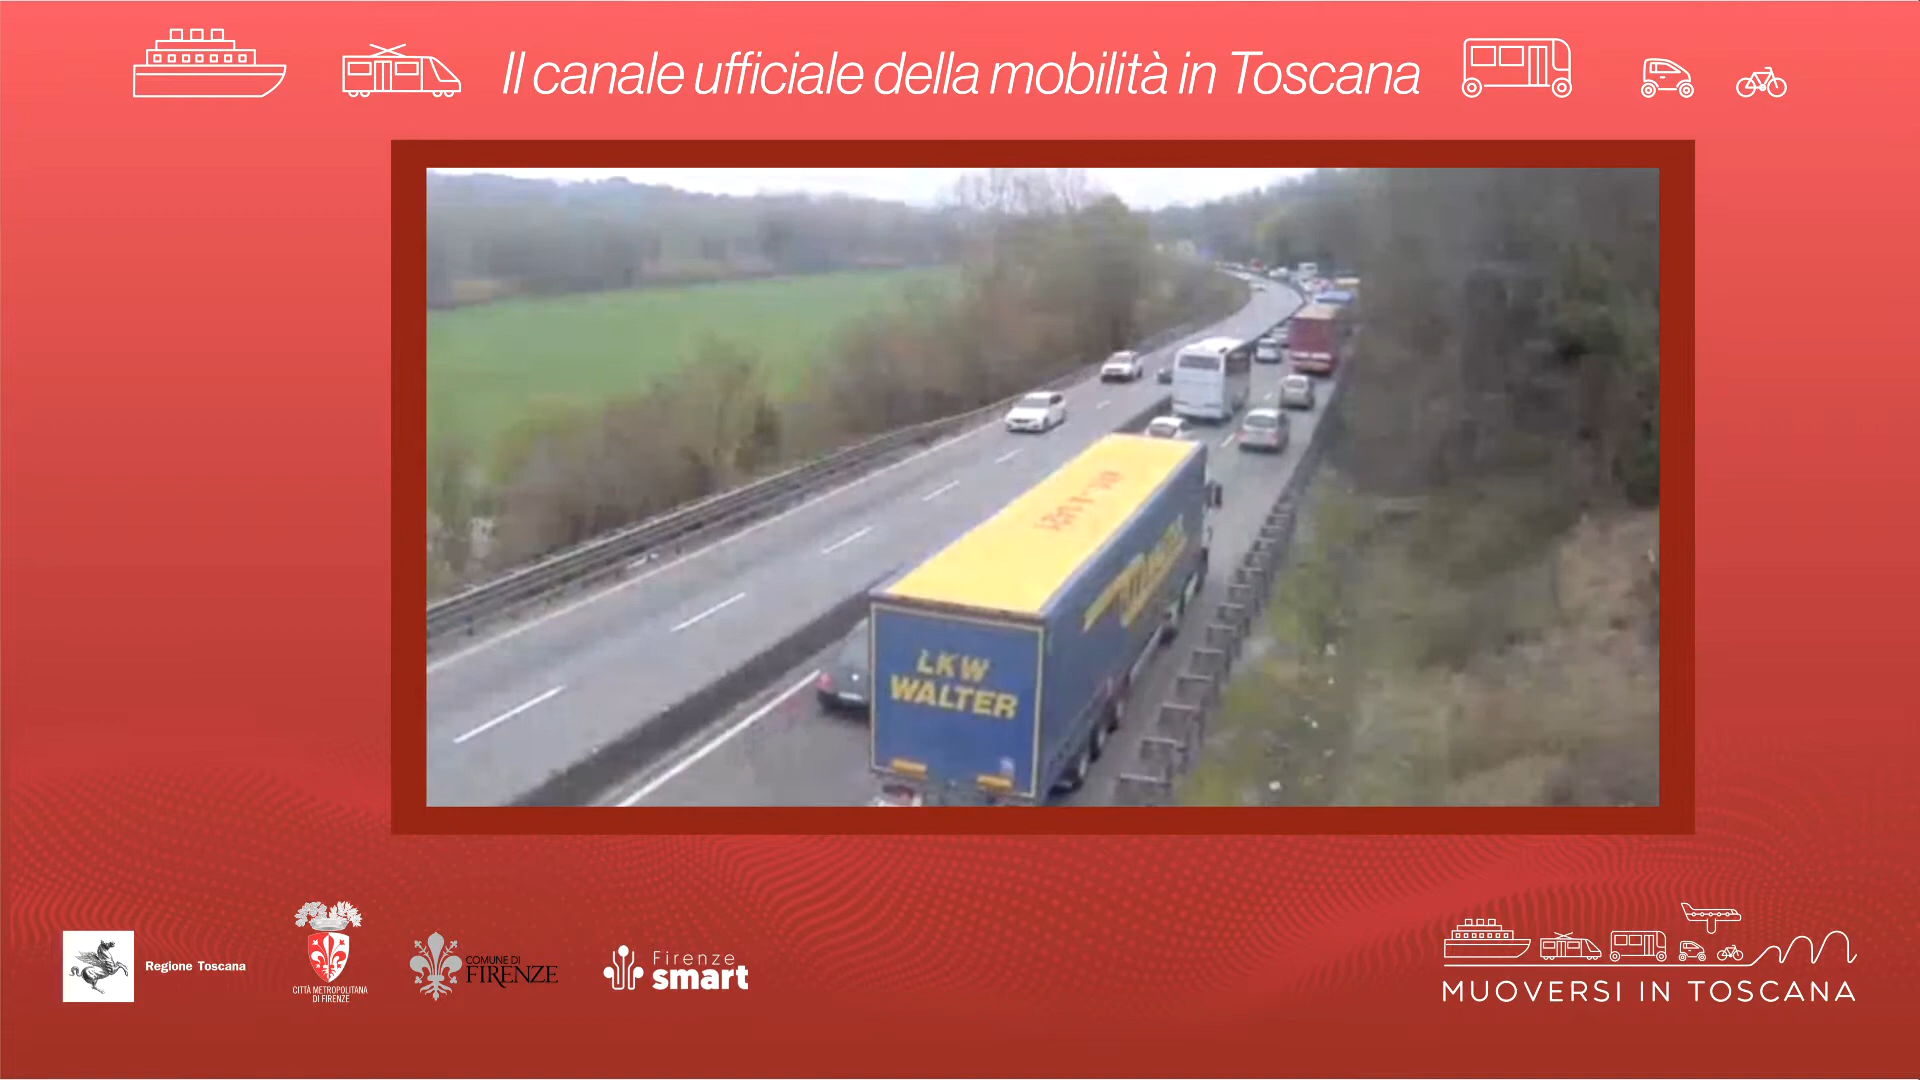 Il canale ufficiale della mobilità in Toscana
LKW
WALTER
Regione Toscana
CITTÀ METROPOLITANA
DI FIRENZE
COMUNE DI
FIRENZE
Firenze
smart
MUOVERSI IN TOSCANA